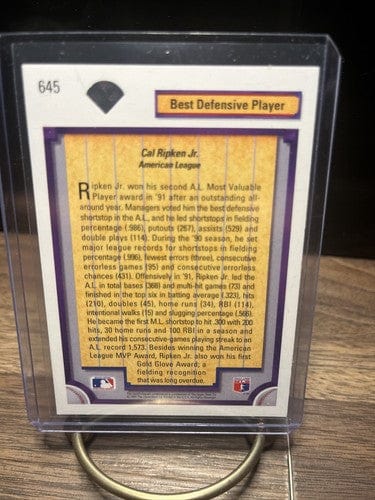 645
Best Defensive Player
Cal Ripken Jr.
American League
Ripken Jr. won his second A.L. Most Valuable
Player award in '91 after an outstanding all-
around year. Managers voted him the best defensive
shortstop in the A.L., and he led shortstops in fielding
percentage (.986), putouts (267), assists (529) and
double plays (114). During the '90 season, he set
major league records for shortstops in fielding
percentage (.996), fewest errors (three), consecutive
errorless games (95) and consecutive errorless
chances (431). Offensively in '91, Ripken Jr. led the
A.L. in total bases (368) and multi-hit games (73) and
finished in the top six in batting average (.323), hits
(210), doubles (45), home runs (34), RBI (114),
intentional walks (15) and slugging percentage (.566).
He became the first M.L. shortstop to hit .300 with 200
hits, 30 home runs and 100 RBI in a season and
extended his consecutive-games playing streak to an
A.L. record 1,573. Besides winning the American
League MVP Award, Ripken Jr. also won his first
Gold Glove Award; a
fielding recognition
that was long overdue.